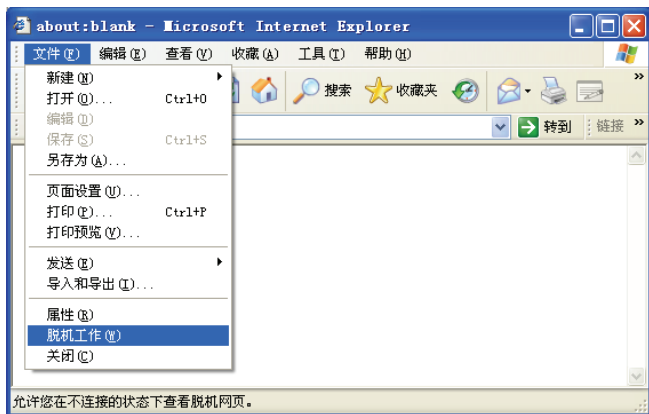 about:blank - Microsoft Internet Explorer
文件(F) 编辑(E) 查看(V) 收藏(A) 工具(T) 帮助(H)
搜索 收藏夹
转到 链接
新建(N)
打开(O)... Ctrl+O
编辑(D)
保存(S) Ctrl+S
另存为(A)...
页面设置(U)...
打印(P)... Ctrl+P
打印预览(V)...
发送(E)
导入和导出(I)...
属性(R)
脱机工作(W)
关闭(C)
允许您在不连接的状态下查看脱机网页。